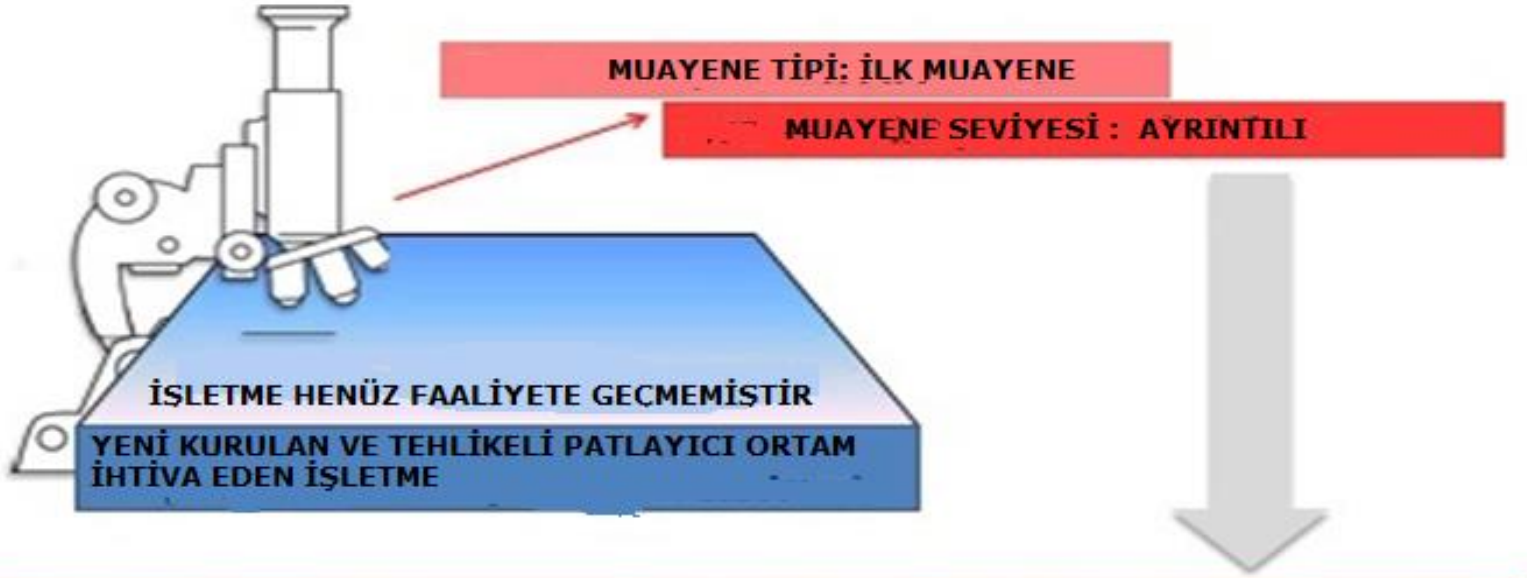 MUAYENE TİPİ: İLK MUAYENE
MUAYENE SEVİYESİ : AYRINTILI
İŞLETME HENÜZ FAALİYETE GEÇMEMİŞTİR
YENİ KURULAN VE TEHLİKELİ PATLAYICI ORTAM
İHTİVA EDEN İŞLETME